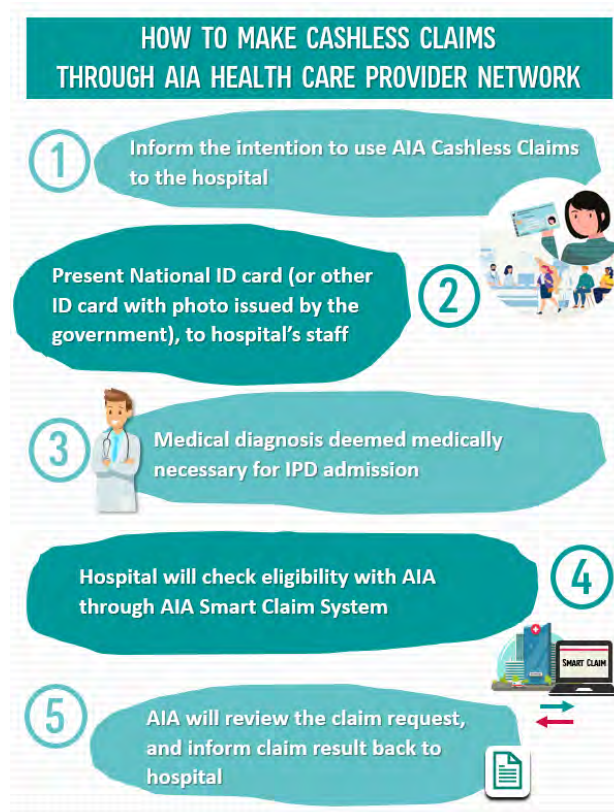 HOW TO MAKE CASHLESS CLAIMS
THROUGH AIA HEALTH CARE PROVIDER NETWORK
1
Inform the intention to use AIA Cashless Claims
to the hospital
Present National ID card (or other
ID card with photo issued by the
government), to hospital's staff
2
3
Medical diagnosis deemed medically
necessary for IPD admission
Hospital will check eligibility with AIA
through AIA Smart Claim System
4
SMART CLAIM
5
AIA will review the claim request,
and inform claim result back to
hospital